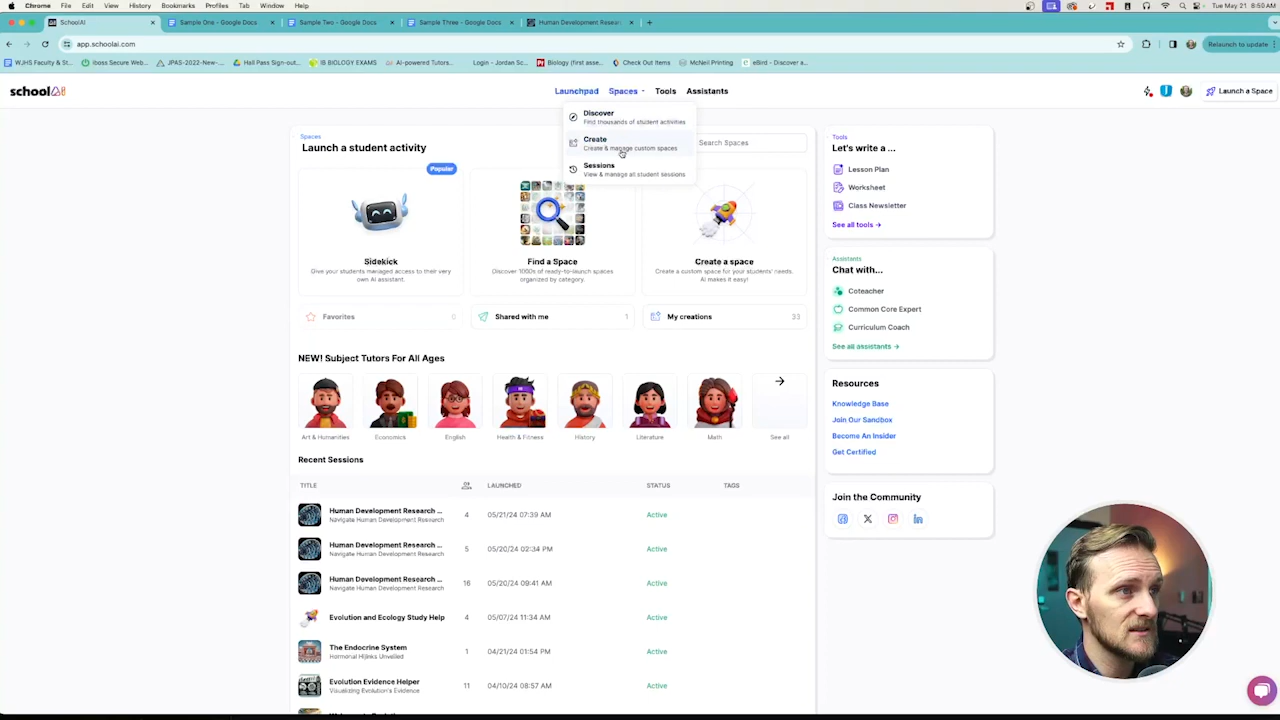 Chrome File Edit View History Bookmarks Profiles Tab Window Help
Tue May 21 8:50 AM
SchoolAI
Sample One - Google Docs
Sample Two - Google Docs
Sample Three - Google Docs
Human Development Resear
app.schoolai.com
Relaunch to update
WJHS Faculty & St...
iboss Secure Web...
JPAS-2022-New-...
Hall Pass Sign-out...
IB BIOLOGY EXAMS
AI-powered Tutors...
Login - Jordan Sc...
Biology (first asse...
Check Out Items
McNeil Printing
eBird - Discover a...
schoolAI
Launchpad
Spaces
Tools
Assistants
Launch a Space
Discover
Find thousands of student activities
Create
Create & manage custom spaces
Sessions
View & manage all student sessions
Spaces
Launch a student activity
Search Spaces
Popular
Sidekick
Give your students managed access to their very
own AI assistant.
Find a Space
Discover 1000s of ready-to-launch spaces
organized by category.
Create a space
Create a custom space for your students' needs.
AI makes it easy!
Favorites 0
Shared with me 1
My creations 33
NEW! Subject Tutors For All Ages
Art & Humanities
Economics
English
Health & Fitness
History
Literature
Math
See all
Recent Sessions
TITLE LAUNCHED STATUS TAGS
Human Development Research ... 4 05/21/24 07:39 AM Active
Navigate Human Development Research
Human Development Research ... 5 05/20/24 02:34 PM Active
Navigate Human Development Research
Human Development Research ... 16 05/20/24 09:41 AM Active
Navigate Human Development Research
Evolution and Ecology Study Help 4 05/07/24 11:34 AM Active
The Endocrine System 1 04/21/24 01:54 PM Active
Hormonal Hijinks Unveiled
Evolution Evidence Helper 11 04/10/24 08:57 AM Active
Visualizing Evolution's Evidence
Tools
Let's write a ...
Lesson Plan
Worksheet
Class Newsletter
See all tools →
Assistants
Chat with...
Coteacher
Common Core Expert
Curriculum Coach
See all assistants →
Resources
Knowledge Base
Join Our Sandbox
Become An Insider
Get Certified
Join the Community